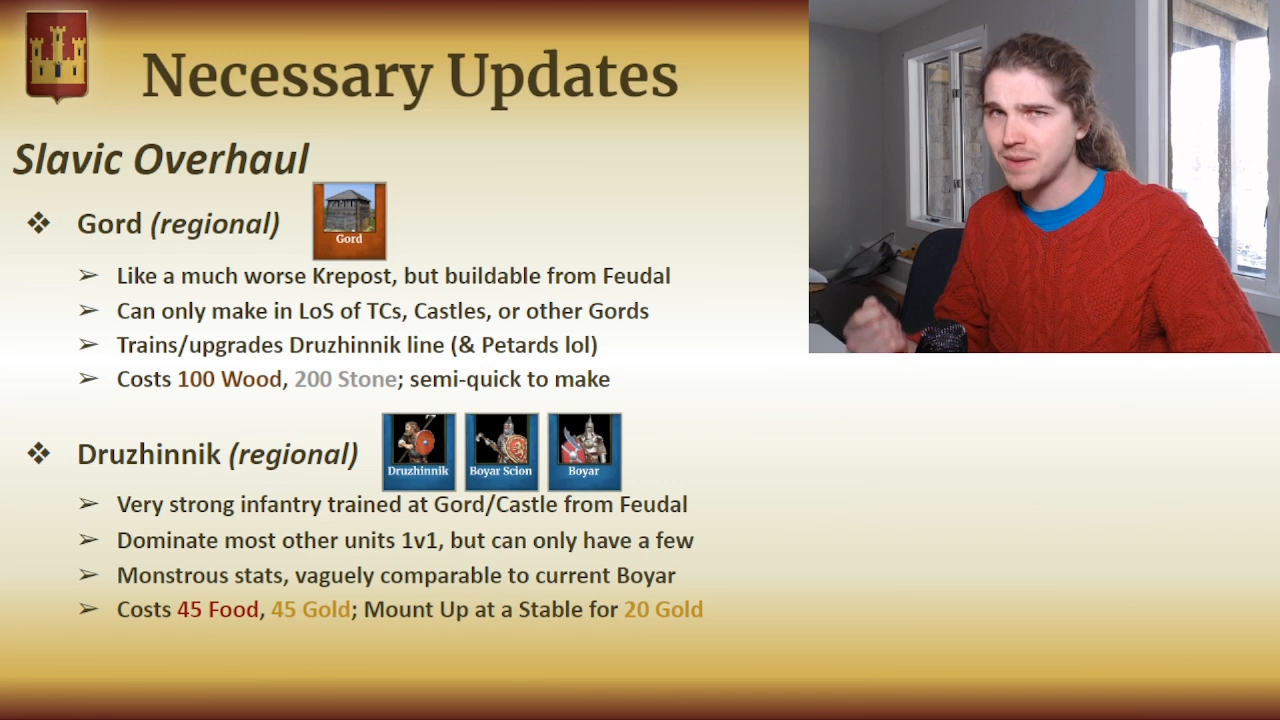 Necessary Updates
Slavic Overhaul
❖ Gord (regional)
Gord
➢ Like a much worse Krepost, but buildable from Feudal
➢ Can only make in LoS of TCs, Castles, or other Gords
➢ Trains/upgrades Druzhinnik line (& Petards lol)
➢ Costs 100 Wood, 200 Stone; semi-quick to make
❖ Druzhinnik (regional)
Druzhinnik
Boyar Scion
Boyar
➢ Very strong infantry trained at Gord/Castle from Feudal
➢ Dominate most other units 1v1, but can only have a few
➢ Monstrous stats, vaguely comparable to current Boyar
➢ Costs 45 Food, 45 Gold; Mount Up at a Stable for 20 Gold